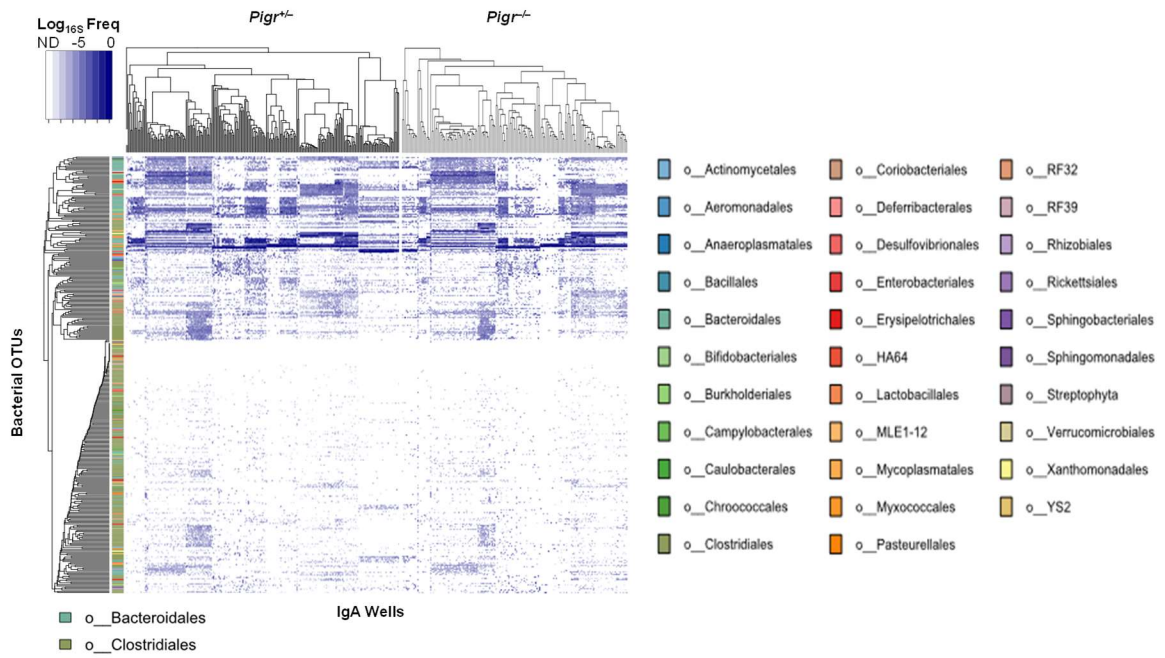 Pigr+/– Pigr–/–
Log16S Freq
ND -5 0
Bacterial OTUs
IgA Wells
o__Bacteroidales
o__Clostridiales
o__Actinomycetales
o__Aeromonadales
o__Anaeroplasmatales
o__Bacillales
o__Bacteroidales
o__Bifidobacteriales
o__Burkholderiales
o__Campylobacterales
o__Caulobacterales
o__Chroococcales
o__Clostridiales
o__Coriobacteriales
o__Deferribacterales
o__Desulfovibrionales
o__Enterobacteriales
o__Erysipelotrichales
o__HA64
o__Lactobacillales
o__MLE1-12
o__Mycoplasmatales
o__Myxococcales
o__Pasteurellales
o__RF32
o__RF39
o__Rhizobiales
o__Rickettsiales
o__Sphingobacteriales
o__Sphingomonadales
o__Streptophyta
o__Verrucomicrobiales
o__Xanthomonadales
o__YS2